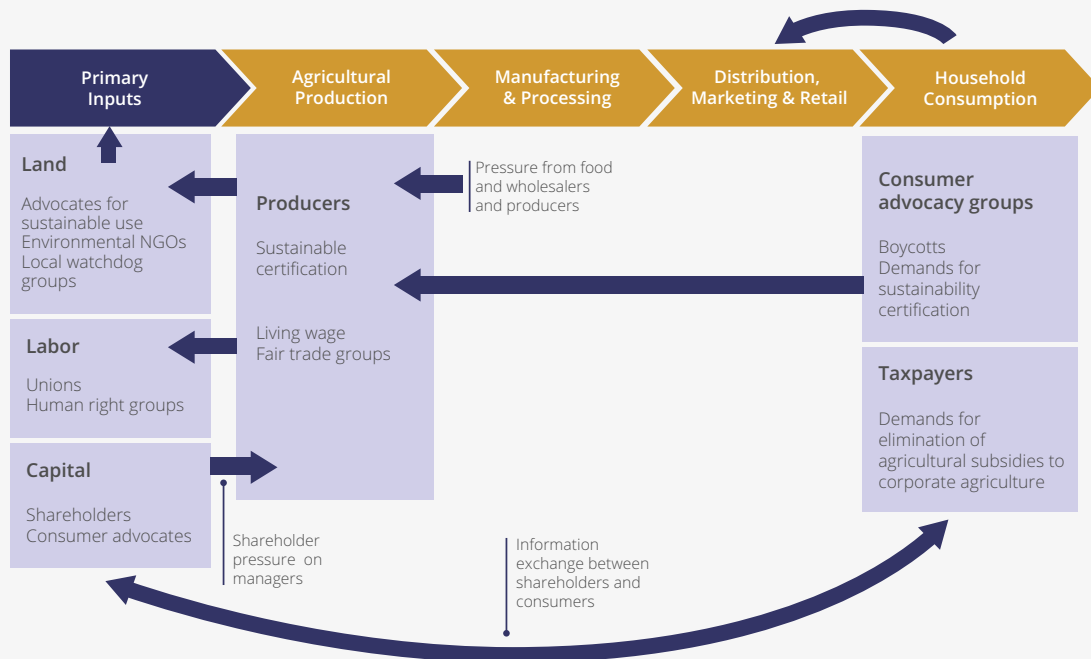 Primary
Inputs
Agricultural
Production
Manufacturing
& Processing
Distribution,
Marketing & Retail
Household
Consumption
Land
Advocates for
sustainable use
Environmental NGOs
Local watchdog
groups
Labor
Unions
Human right groups
Capital
Shareholders
Consumer advocates
Producers
Sustainable
certification
Living wage
Fair trade groups
Pressure from food
and wholesalers
and producers
Consumer
advocacy groups
Boycotts
Demands for
sustainability
certification
Taxpayers
Demands for
elimination of
agricultural subsidies to
corporate agriculture
Shareholder
pressure on
managers
Information
exchange between
shareholders and
consumers